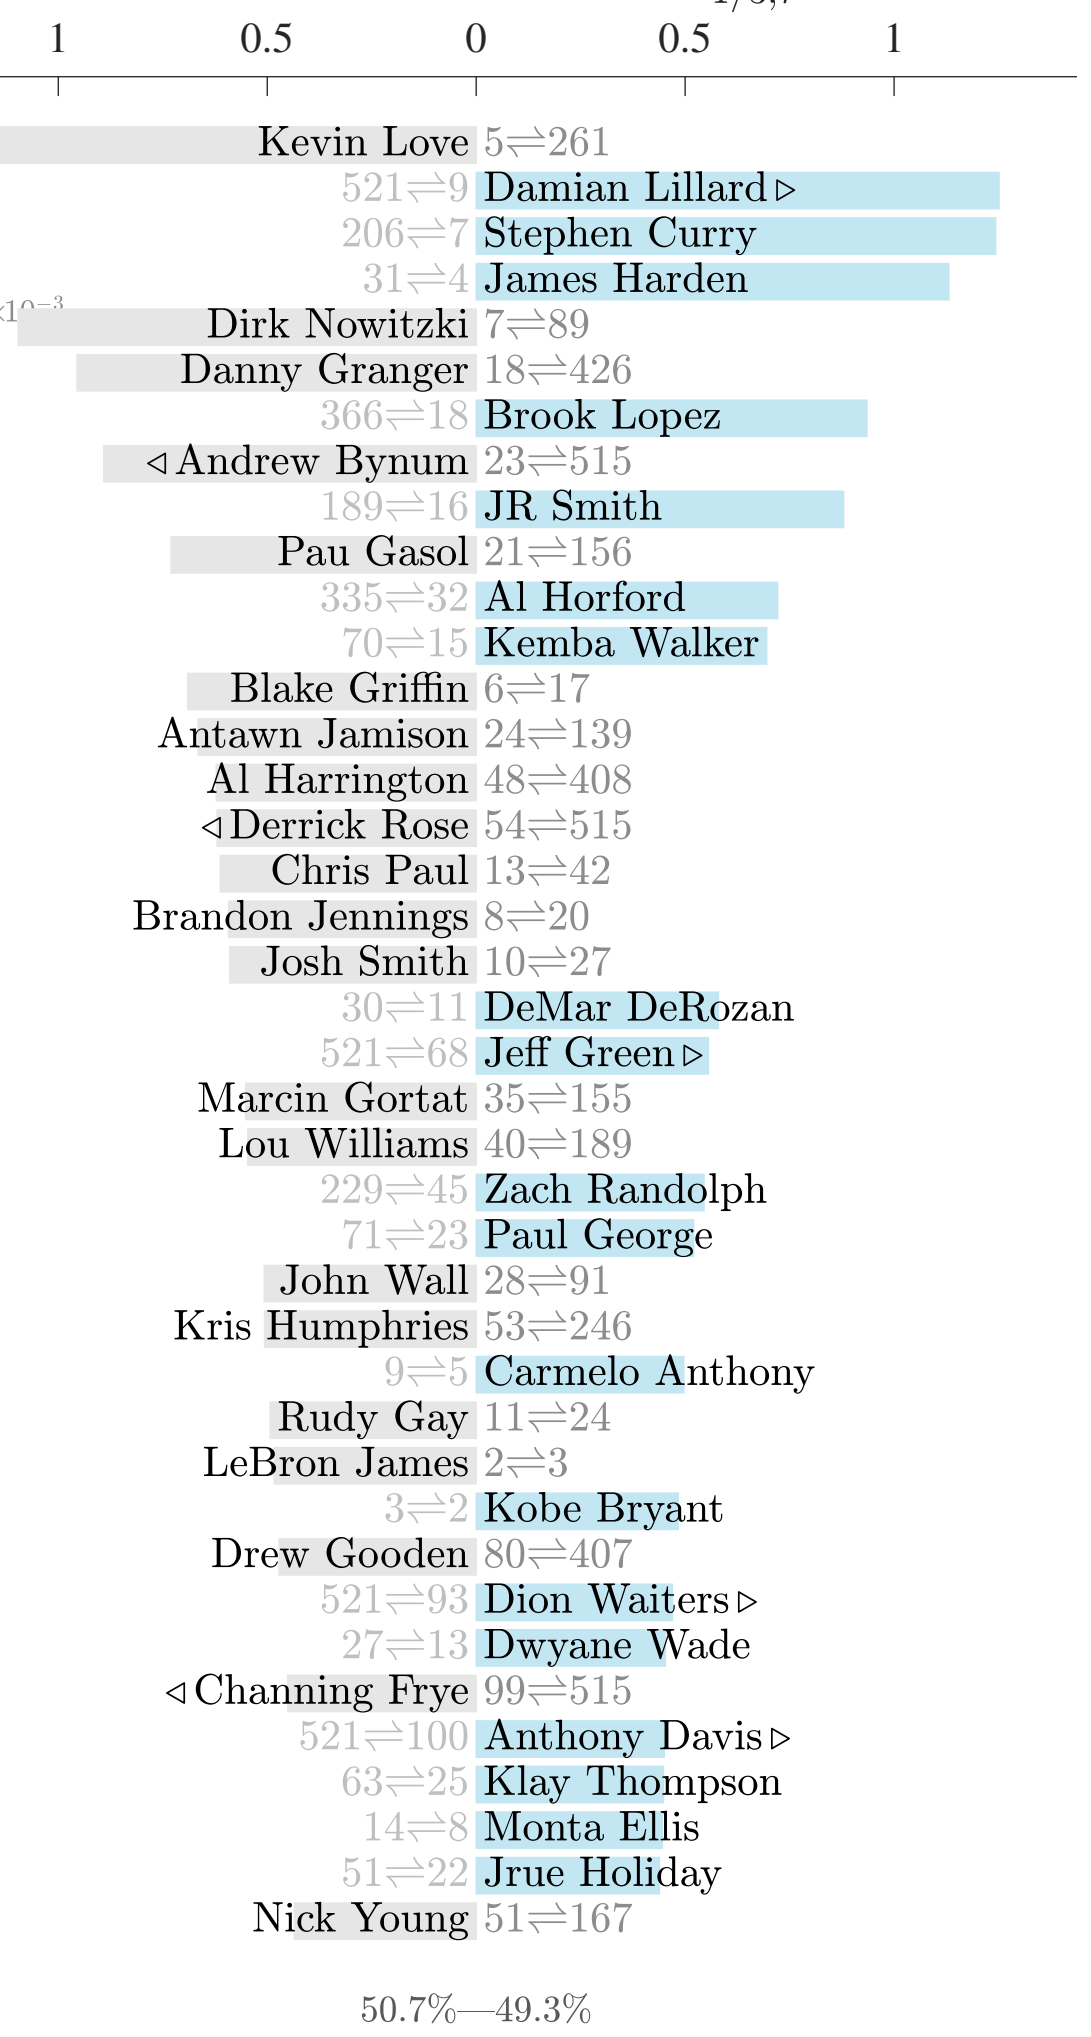 1 0.5 0 0.5 1
Kevin Love 5⇌261
521⇌9 Damian Lillard ▷
206⇌7 Stephen Curry
31⇌4 James Harden
×10⁻³
Dirk Nowitzki 7⇌89
Danny Granger 18⇌426
366⇌18 Brook Lopez
◁ Andrew Bynum 23⇌515
189⇌16 JR Smith
Pau Gasol 21⇌156
335⇌32 Al Horford
70⇌15 Kemba Walker
Blake Griffin 6⇌17
Antawn Jamison 24⇌139
Al Harrington 48⇌408
◁ Derrick Rose 54⇌515
Chris Paul 13⇌42
Brandon Jennings 8⇌20
Josh Smith 10⇌27
30⇌11 DeMar DeRozan
521⇌68 Jeff Green ▷
Marcin Gortat 35⇌155
Lou Williams 40⇌189
229⇌45 Zach Randolph
71⇌23 Paul George
John Wall 28⇌91
Kris Humphries 53⇌246
9⇌5 Carmelo Anthony
Rudy Gay 11⇌24
LeBron James 2⇌3
3⇌2 Kobe Bryant
Drew Gooden 80⇌407
521⇌93 Dion Waiters ▷
27⇌13 Dwyane Wade
◁ Channing Frye 99⇌515
521⇌100 Anthony Davis ▷
63⇌25 Klay Thompson
14⇌8 Monta Ellis
51⇌22 Jrue Holiday
Nick Young 51⇌167
50.7%—49.3%